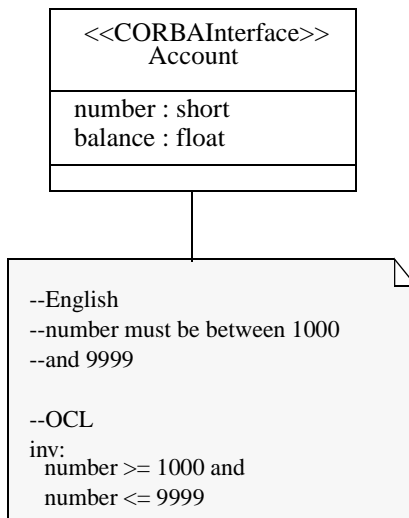 <<CORBAInterface>>
Account
number : short
balance : float
--English
--number must be between 1000
--and 9999
--OCL
inv:
number >= 1000 and
number <= 9999